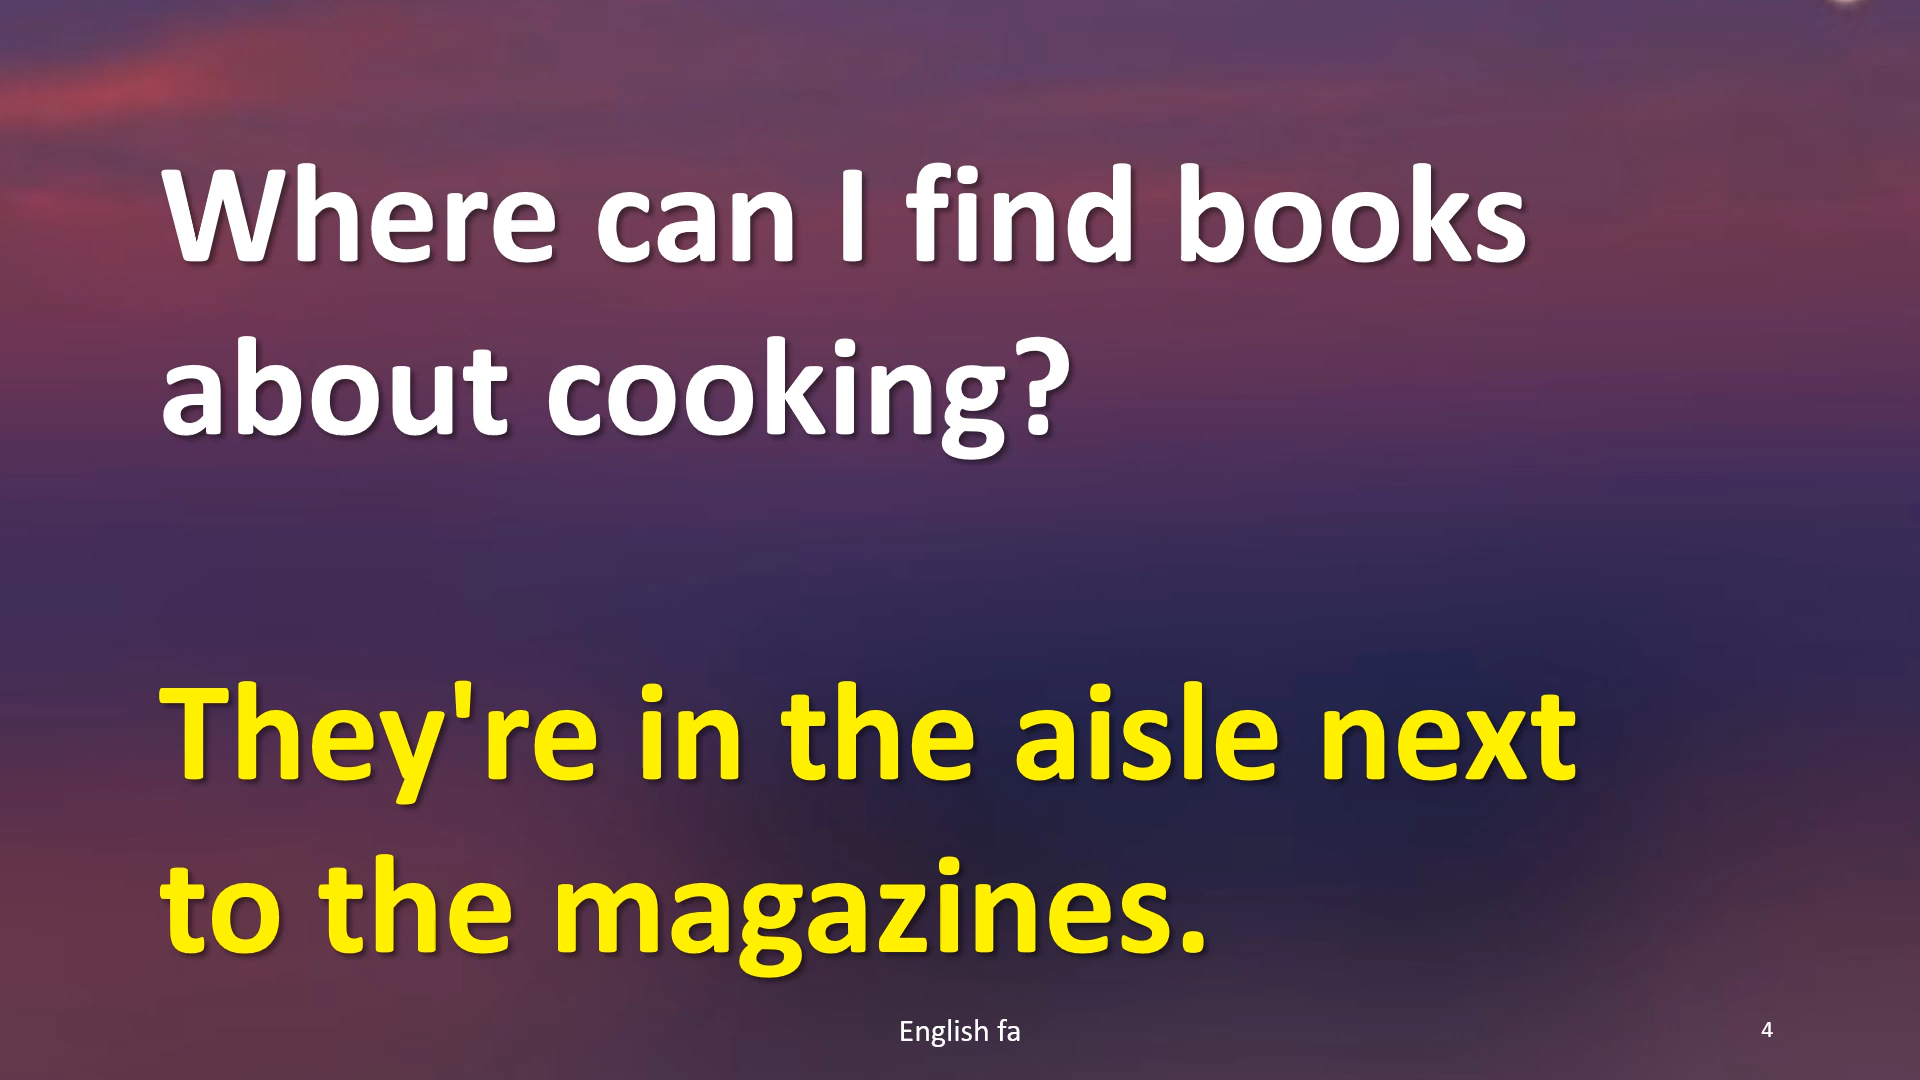 Where can I find books
about cooking?
They're in the aisle next
to the magazines.
English fa
4